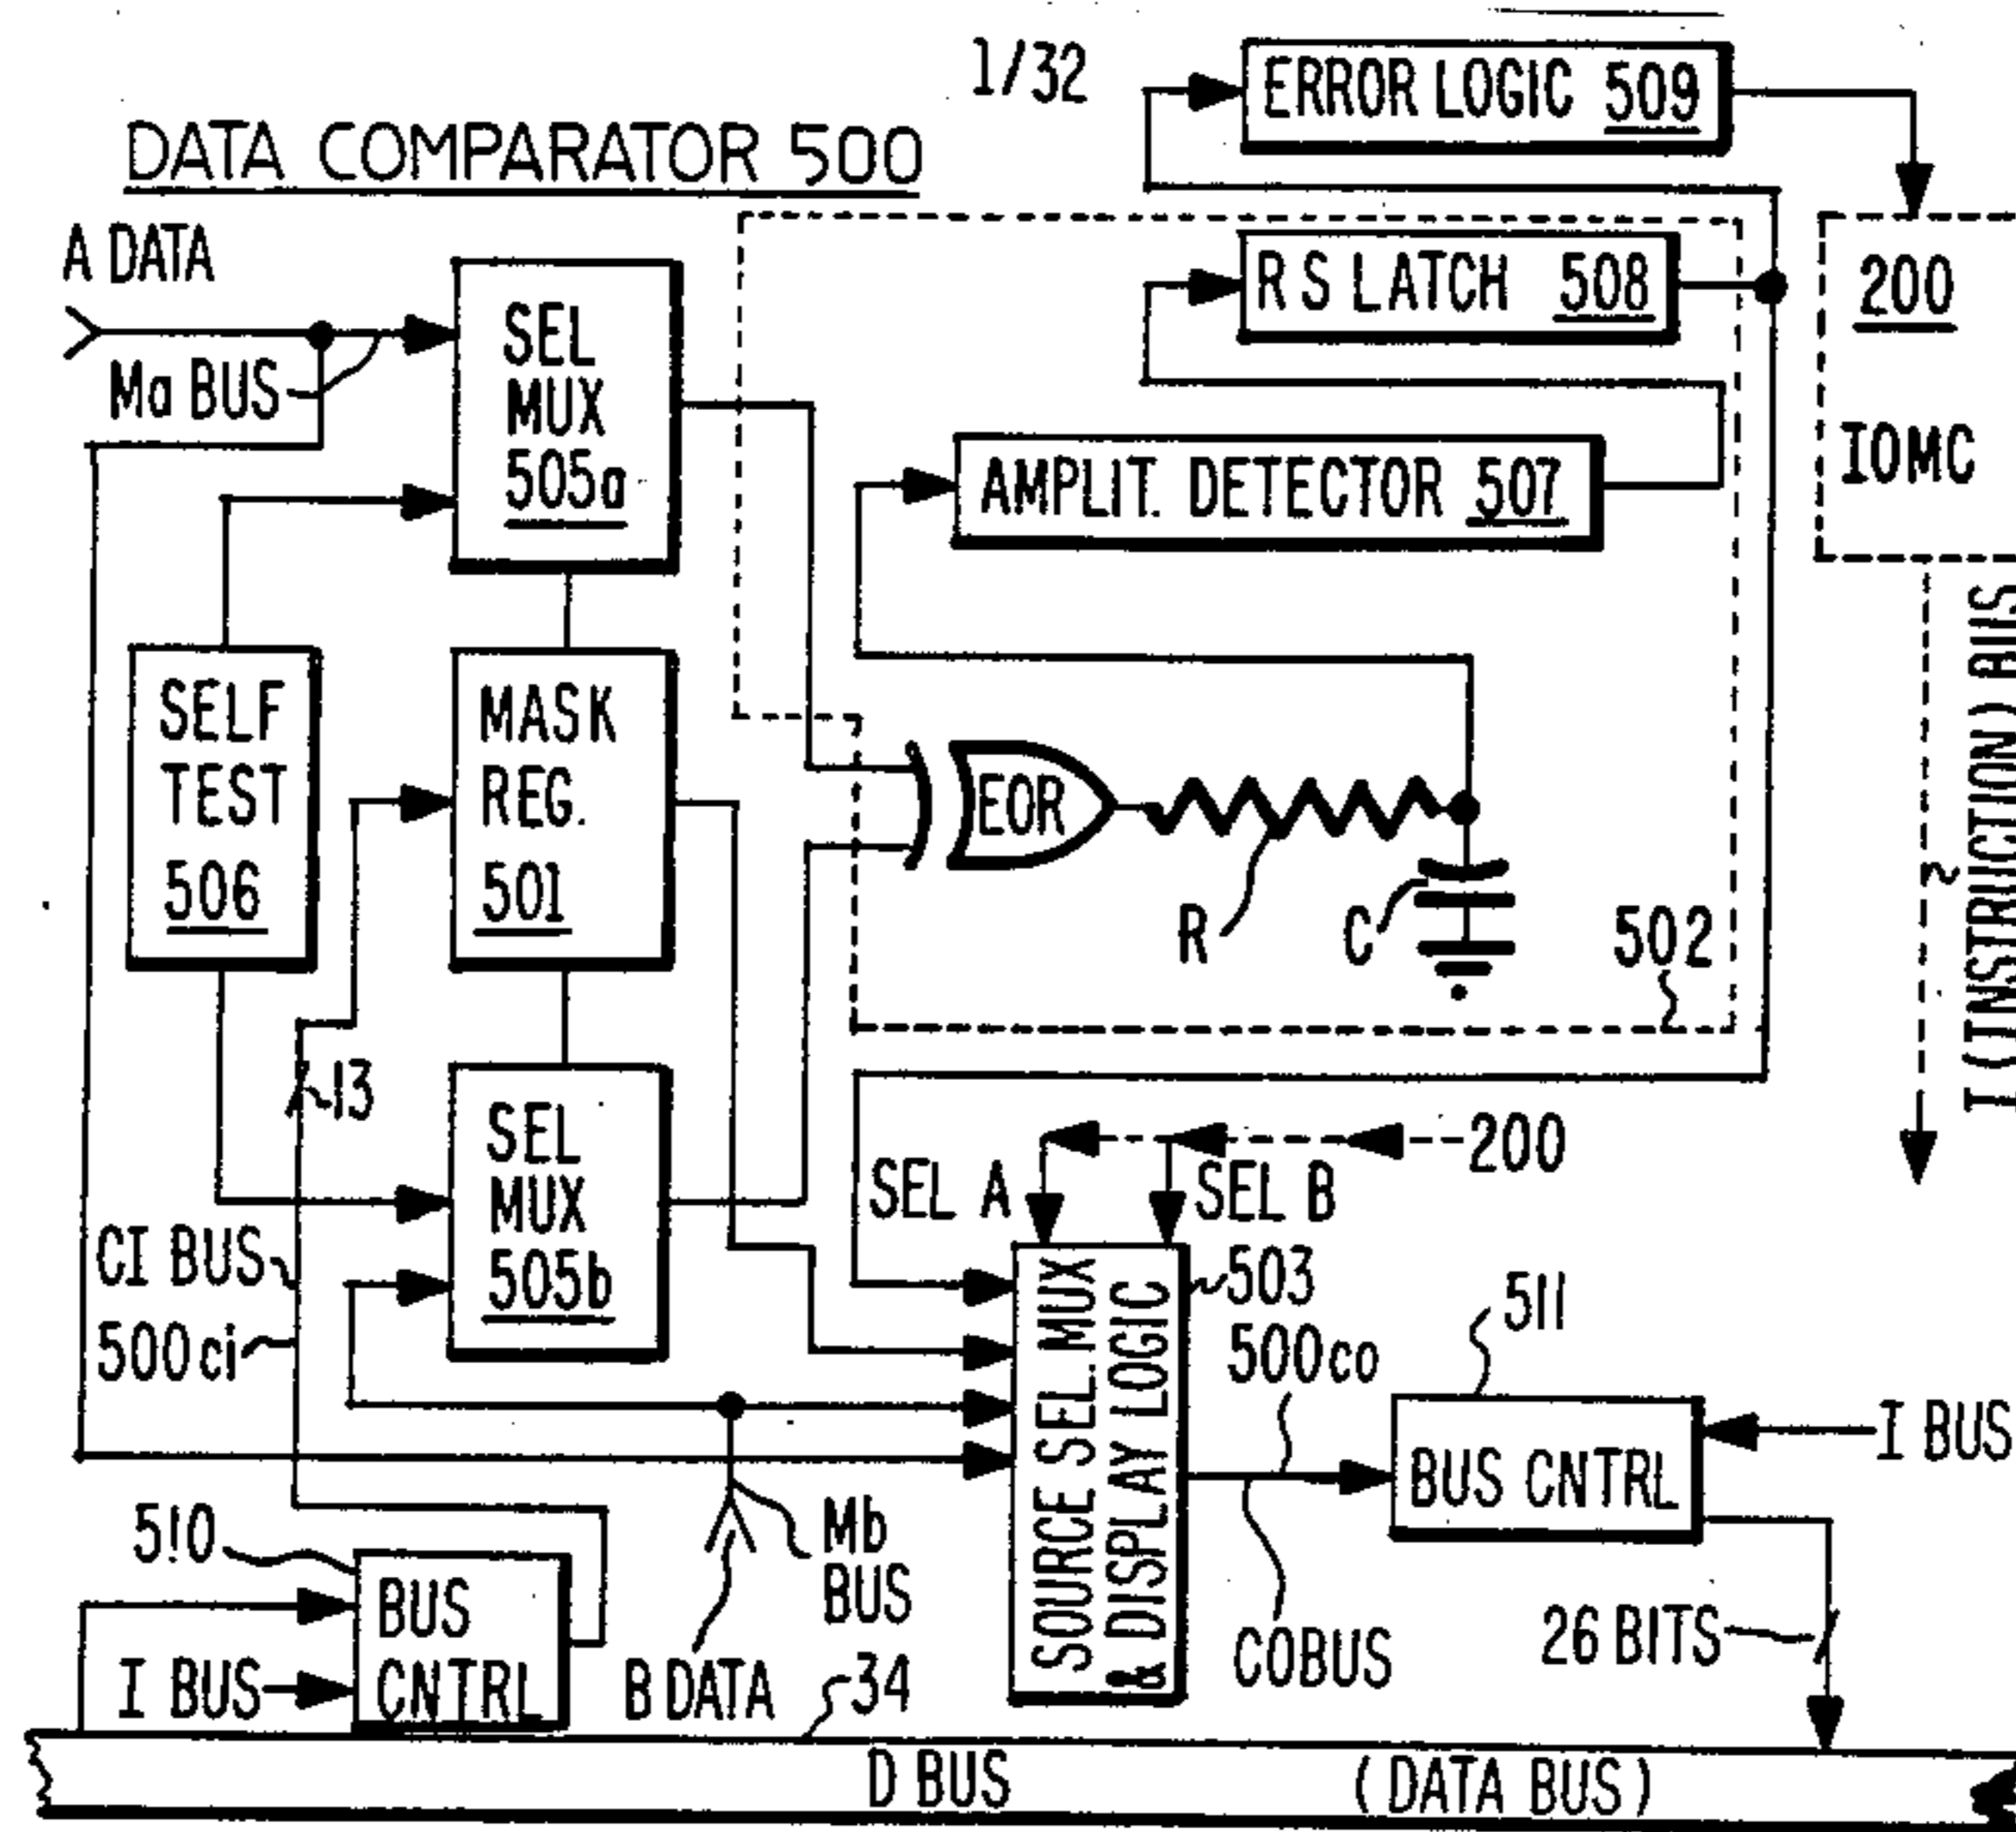 1/32
ERROR LOGIC 509
DATA COMPARATOR 500
A DATA
Ma BUS
SEL
MUX
505a
R S LATCH 508
200
IOMC
AMPLIT. DETECTOR 507
I (INSTRUCTION) BUS
SELF
TEST
506
MASK
REG.
501
EOR
R
C
502
13
SEL
MUX
505b
200
SEL A
SEL B
CI BUS
500ci
503
SOURCE SEL. MUX
& DISPLAY LOGIC
500co
511
BUS CNTRL
I BUS
510
BUS
CNTRL
I BUS
Mb
BUS
B DATA
COBUS
26 BITS
34
D BUS
(DATA BUS)